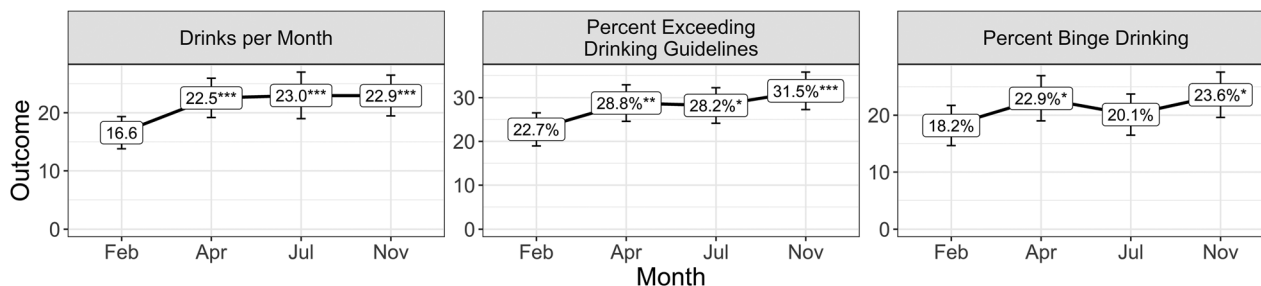 Drinks per Month
Percent Exceeding
Drinking Guidelines
Percent Binge Drinking
Outcome
20
10
0
16.6
22.5***
23.0***
22.9***
Feb Apr Jul Nov
30
20
10
0
22.7%
28.8%**
28.2%*
31.5%***
Feb Apr Jul Nov
20
10
0
18.2%
22.9%*
20.1%
23.6%*
Feb Apr Jul Nov
Month